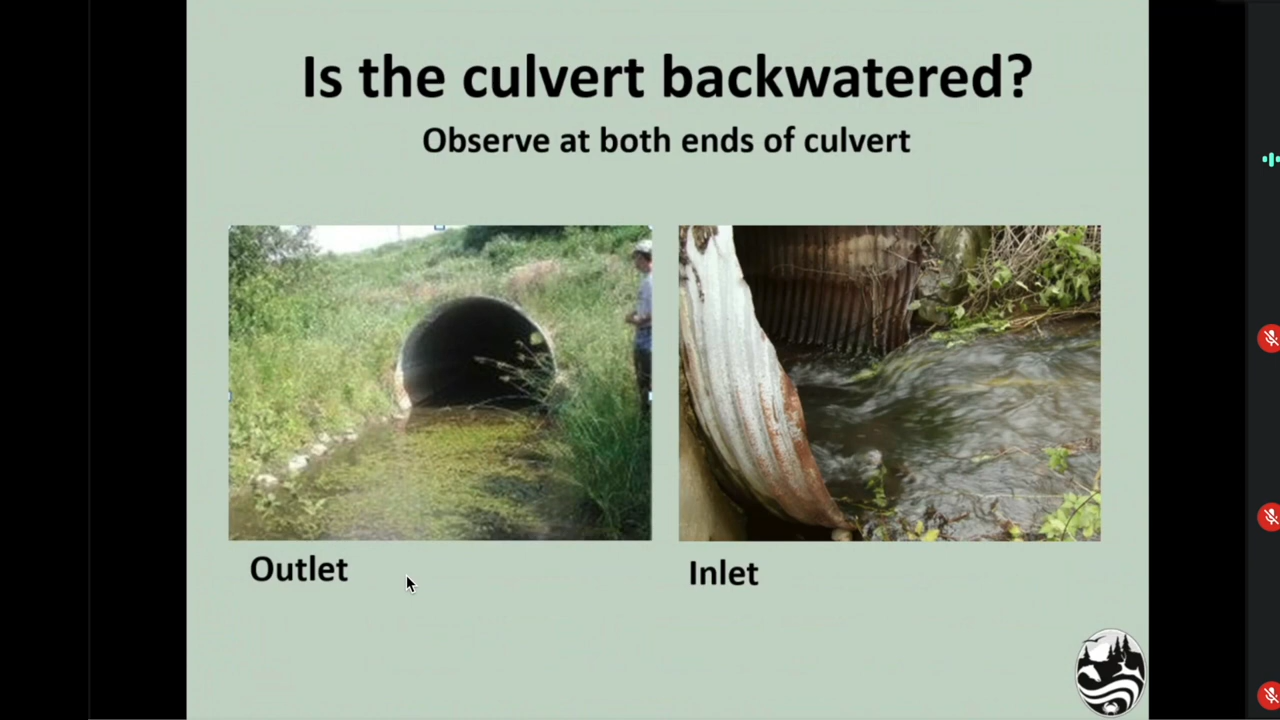 Is the culvert backwatered?
Observe at both ends of culvert
Outlet
Inlet